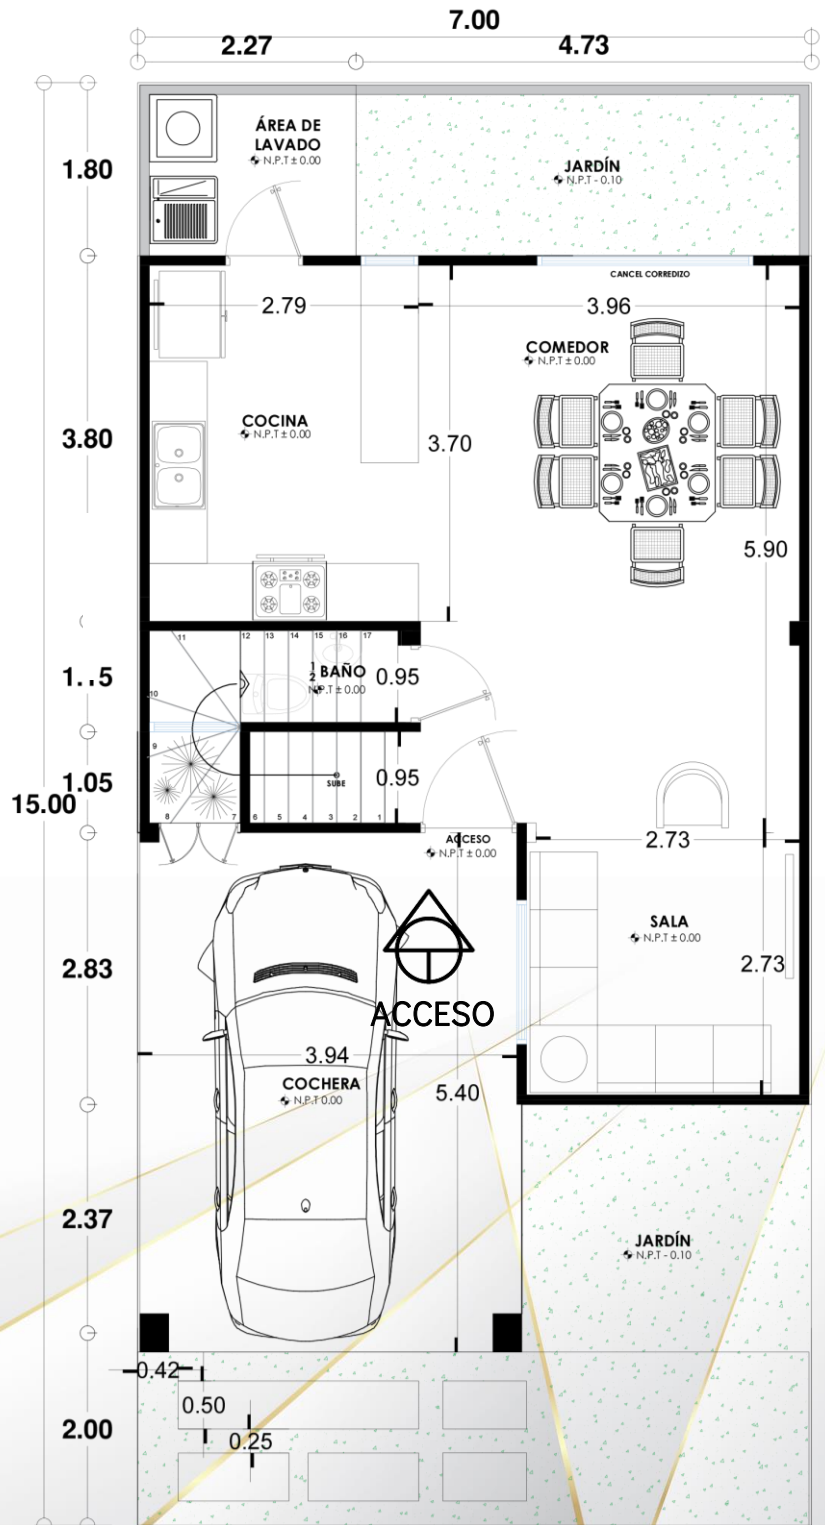 7.00
2.27
4.73
1.80
ÁREA DE
LAVADO
N.P.T ± 0.00
JARDÍN
N.P.T - 0.10
CANCEL CORREDIZO
2.79
3.96
COMEDOR
N.P.T ± 0.00
3.80
COCINA
N.P.T ± 0.00
3.70
5.90
11
12
13
14
15
16
17
1
2
BAÑO
N.P.T ± 0.00
0.95
10
9
1.05
15.00
0.95
SUBE
8
7
6
5
4
3
2
1
ACCESO
N.P.T ± 0.00
2.73
SALA
N.P.T ± 0.00
2.83
2.73
ACCESO
3.94
COCHERA
N.P.T 0.00
5.40
2.37
JARDÍN
N.P.T - 0.10
0.42
0.50
2.00
0.25